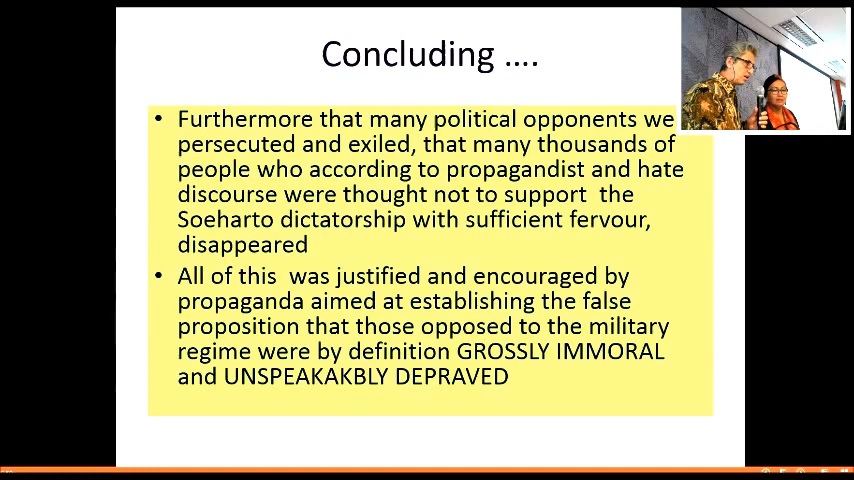 Concluding ....
• Furthermore that many political opponents we
persecuted and exiled, that many thousands of
people who according to propagandist and hate
discourse were thought not to support the
Soeharto dictatorship with sufficient fervour,
disappeared
• All of this was justified and encouraged by
propaganda aimed at establishing the false
proposition that those opposed to the military
regime were by definition GROSSLY IMMORAL
and UNSPEAKAKBLY DEPRAVED